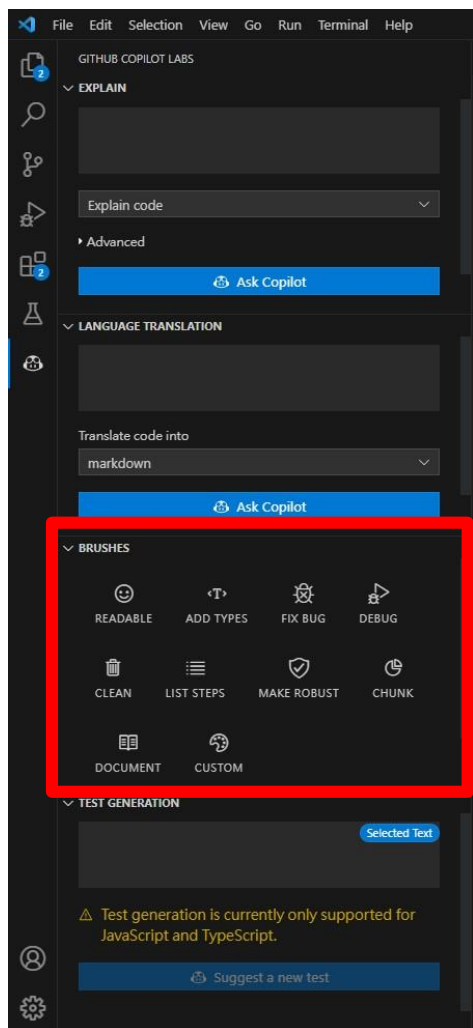 File Edit Selection View Go Run Terminal Help
GITHUB COPILOT LABS
2
EXPLAIN
Explain code
Advanced
2
Ask Copilot
LANGUAGE TRANSLATION
Translate code into
markdown
Ask Copilot
BRUSHES
READABLE ADD TYPES FIX BUG DEBUG
CLEAN LIST STEPS MAKE ROBUST CHUNK
DOCUMENT CUSTOM
TEST GENERATION
Selected Text
Test generation is currently only supported for
JavaScript and TypeScript.
Suggest a new test